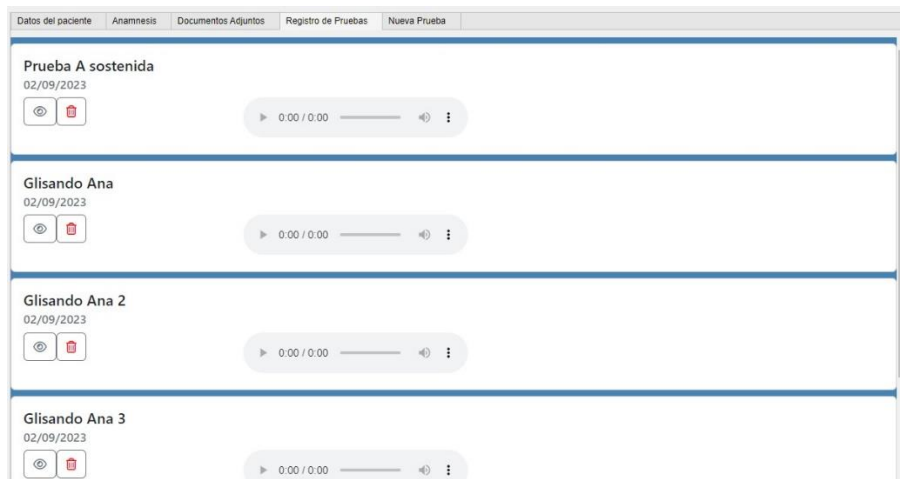 Datos del paciente Anamnesis Documentos Adjuntos Registro de Pruebas Nueva Prueba
Prueba A sostenida
02/09/2023
0:00 / 0:00
Glisando Ana
02/09/2023
0:00 / 0:00
Glisando Ana 2
02/09/2023
0:00 / 0:00
Glisando Ana 3
02/09/2023
0:00 / 0:00